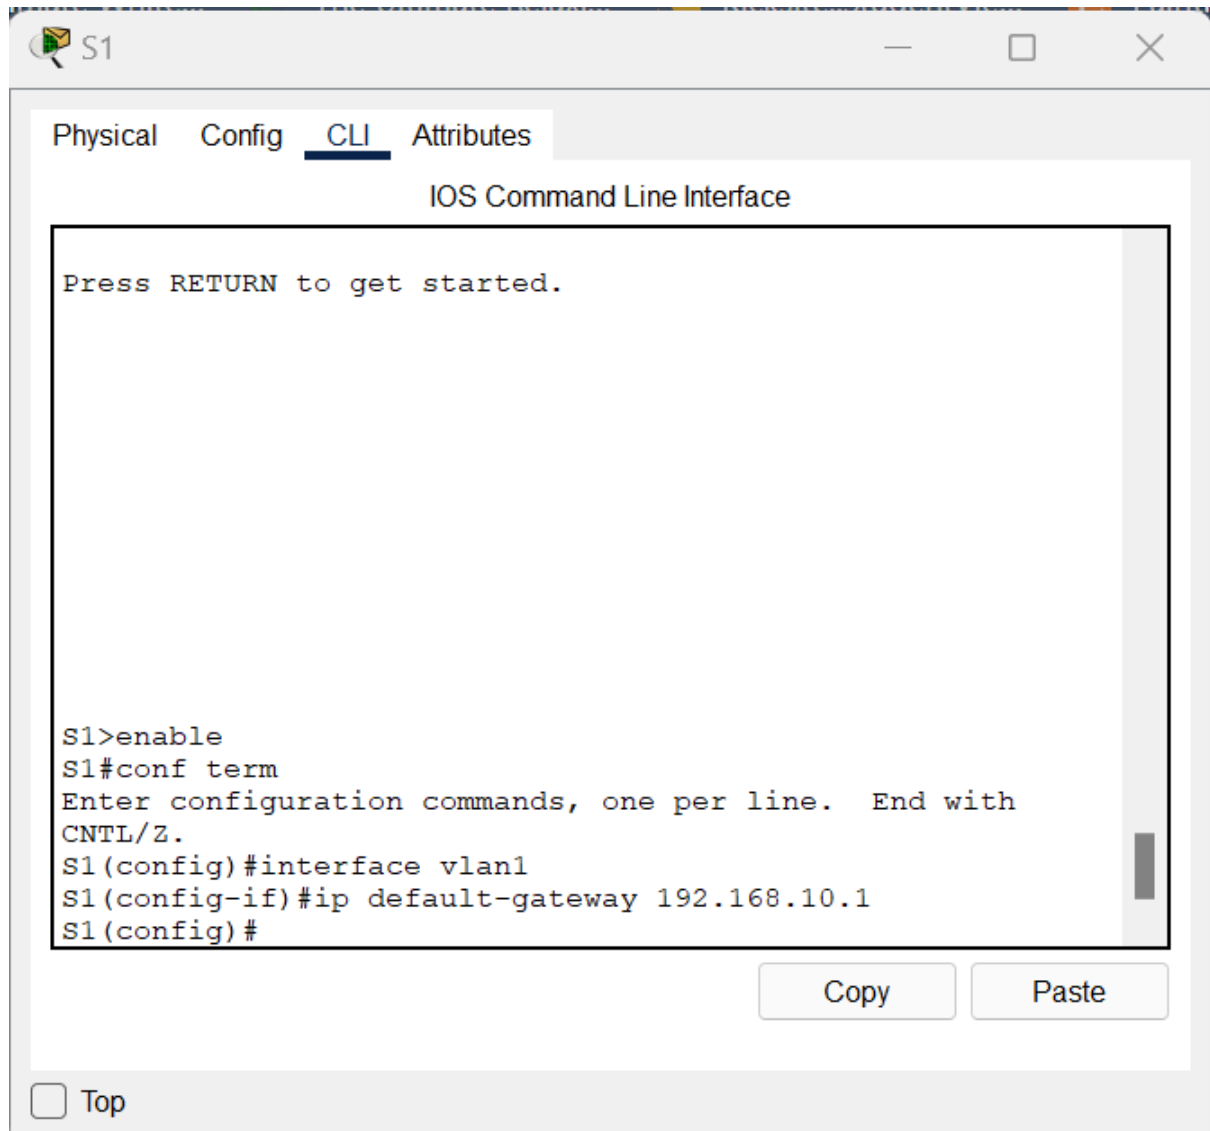 S1
Physical Config CLI Attributes
IOS Command Line Interface
Press RETURN to get started.
S1>enable
S1#conf term
Enter configuration commands, one per line.  End with
CNTL/Z.
S1(config)#interface vlan1
S1(config-if)#ip default-gateway 192.168.10.1
S1(config)#
Copy Paste
Top